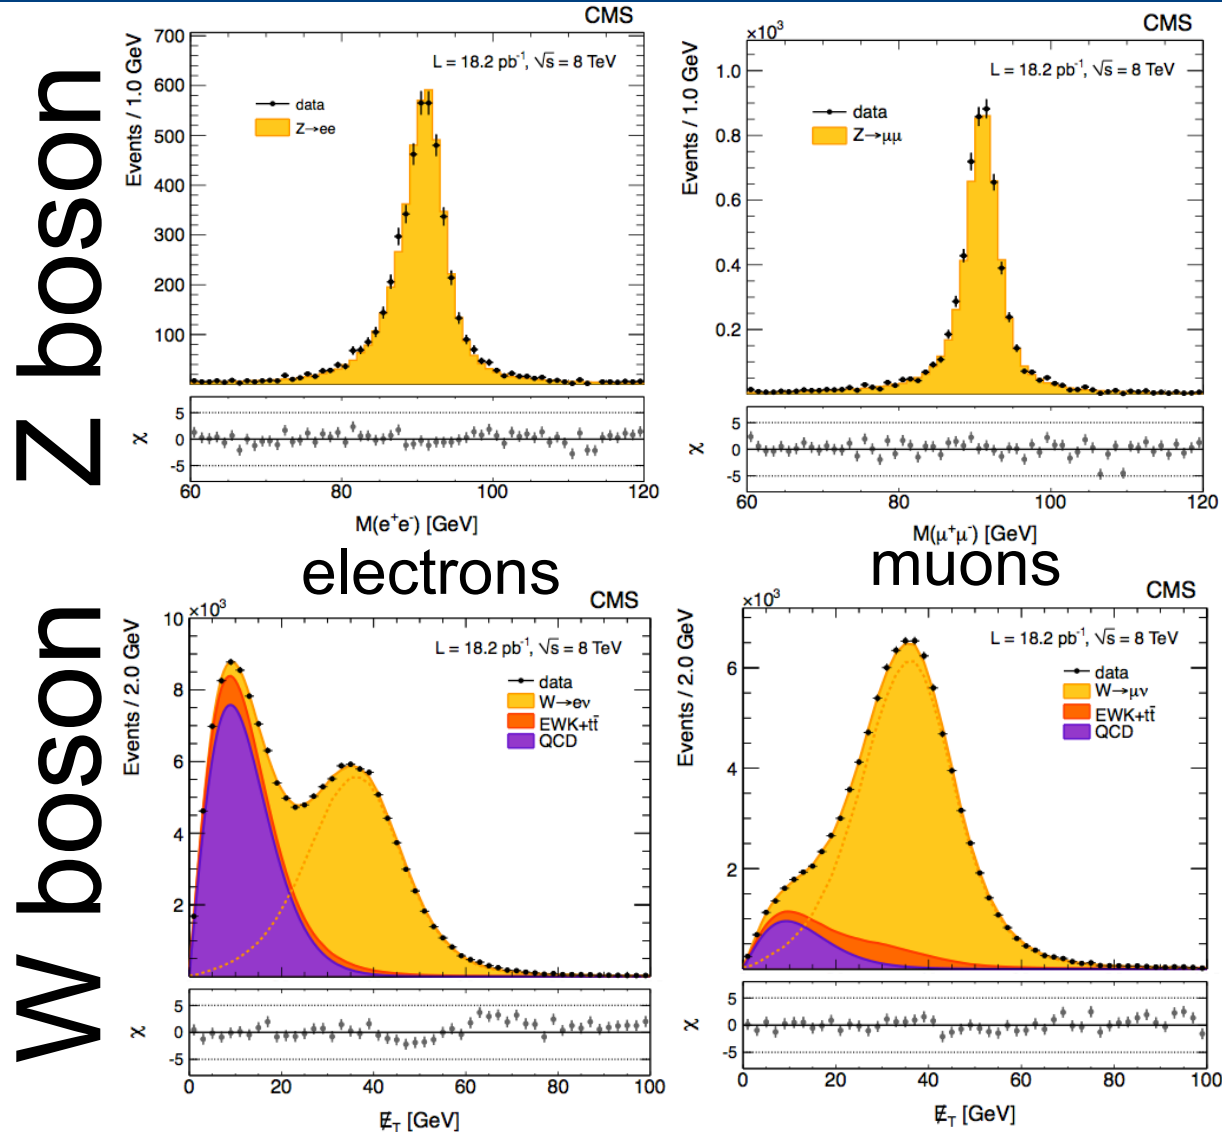 Z boson
CMS
L = 18.2 pb⁻¹, √s = 8 TeV
Events / 1.0 GeV
700
600
500
400
300
200
100
data
Z→ee
χ
5
0
-5
60 80 100 120
M(e⁺e⁻) [GeV]
CMS
×10³
L = 18.2 pb⁻¹, √s = 8 TeV
Events / 1.0 GeV
1.0
0.8
0.6
0.4
0.2
data
Z→μμ
χ
5
0
-5
60 80 100 120
M(μ⁺μ⁻) [GeV]
electrons
muons
W boson
CMS
×10³
L = 18.2 pb⁻¹, √s = 8 TeV
Events / 2.0 GeV
10
8
6
4
2
data
W→eν
EWK+tt̄
QCD
χ
5
0
-5
0 20 40 60 80 100
E̸_T [GeV]
CMS
×10³
L = 18.2 pb⁻¹, √s = 8 TeV
Events / 2.0 GeV
6
4
2
data
W→μν
EWK+tt̄
QCD
χ
5
0
-5
0 20 40 60 80 100
E̸_T [GeV]